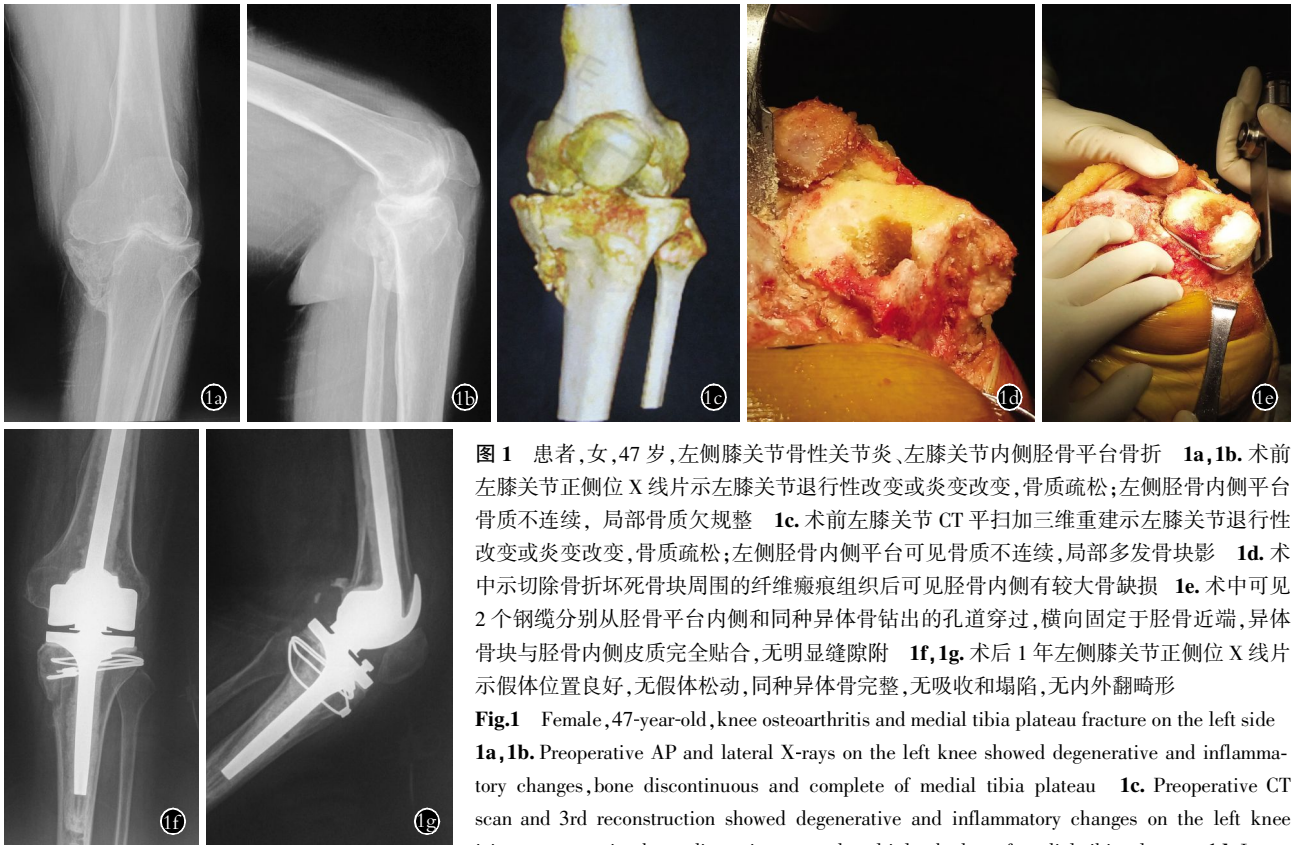 1a
1b
1c
1d
1e
1f
1g
图 1 患者,女,47 岁,左侧膝关节骨性关节炎、左膝关节内侧胫骨平台骨折 1a,1b. 术前
左膝关节正侧位 X 线片示左膝关节退行性改变或炎变改变,骨质疏松;左侧胫骨内侧平台
骨质不连续, 局部骨质欠规整 1c. 术前左膝关节 CT 平扫加三维重建示左膝关节退行性
改变或炎变改变,骨质疏松;左侧胫骨内侧平台可见骨质不连续,局部多发骨块影 1d. 术
中示切除骨折坏死骨块周围的纤维瘢痕组织后可见胫骨内侧有较大骨缺损 1e. 术中可见
2 个钢缆分别从胫骨平台内侧和同种异体骨钻出的孔道穿过,横向固定于胫骨近端,异体
骨块与胫骨内侧皮质完全贴合,无明显缝隙附 1f,1g. 术后 1 年左侧膝关节正侧位 X 线片
示假体位置良好,无假体松动,同种异体骨完整,无吸收和塌陷,无内外翻畸形
Fig.1 Female,47-year-old,knee osteoarthritis and medial tibia plateau fracture on the left side
1a,1b. Preoperative AP and lateral X-rays on the left knee showed degenerative and inflamma-
tory changes,bone discontinuous and complete of medial tibia plateau 1c. Preoperative CT
scan and 3rd reconstruction showed degenerative and inflammatory changes on the left knee